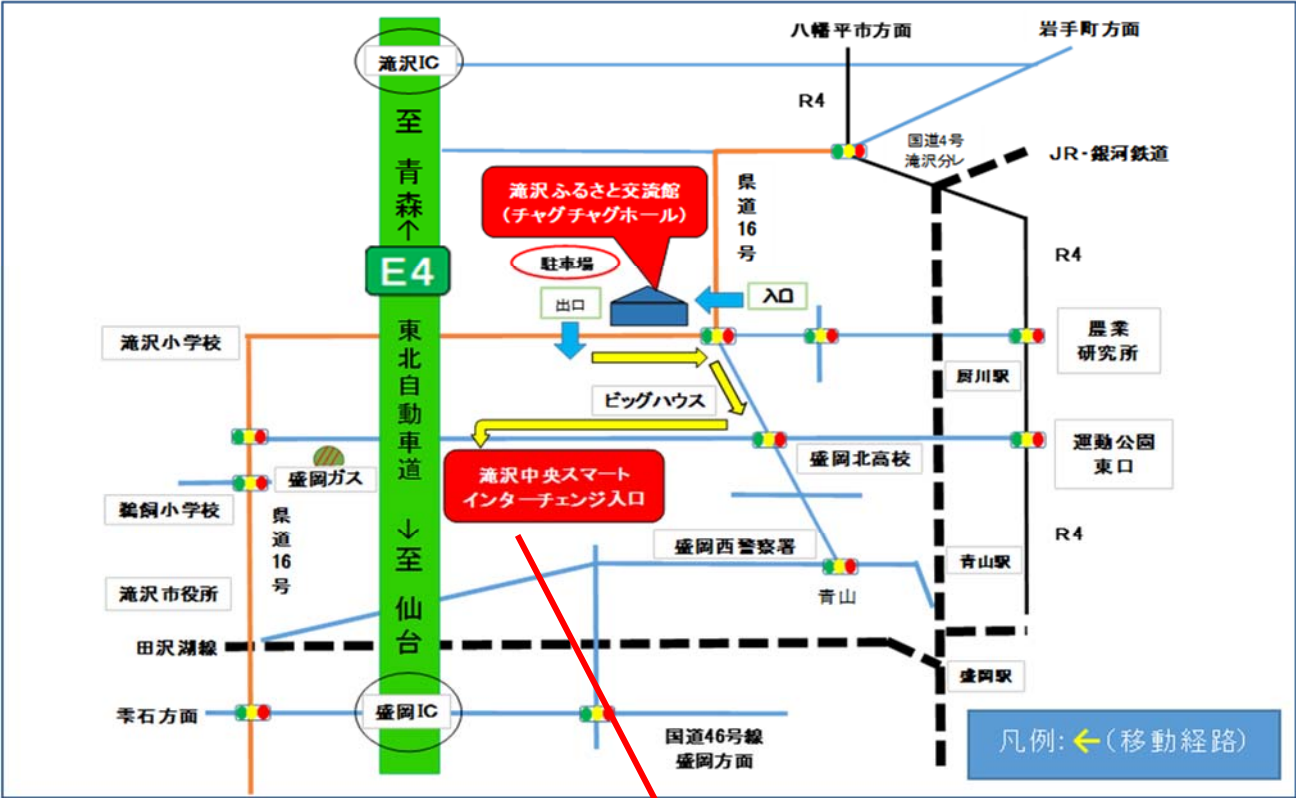 八幡平市方面
岩手町方面
滝沢IC
R4
至 青森↑
国道4号
滝沢分レ
JR・銀河鉄道
滝沢ふるさと交流館
(チャグチャグホール)
県道16号
E4
駐車場
R4
出口
入口
東北自動車道
滝沢小学校
農業
研究所
厨川駅
ビッグハウス
盛岡ガス
滝沢中央スマート
インターチェンジ入口
盛岡北高校
運動公園
東口
鵜飼小学校
県道16号
↓至 仙台
盛岡西警察署
青山駅
R4
滝沢市役所
青山
田沢湖線
盛岡駅
雫石方面
盛岡IC
国道46号線
盛岡方面
凡例:←(移動経路)